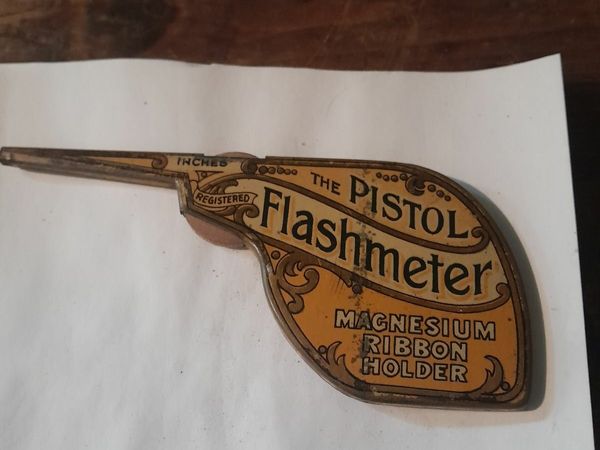 INCHES
REGISTERED
THE PISTOL
Flashmeter
MAGNESIUM
RIBBON
HOLDER